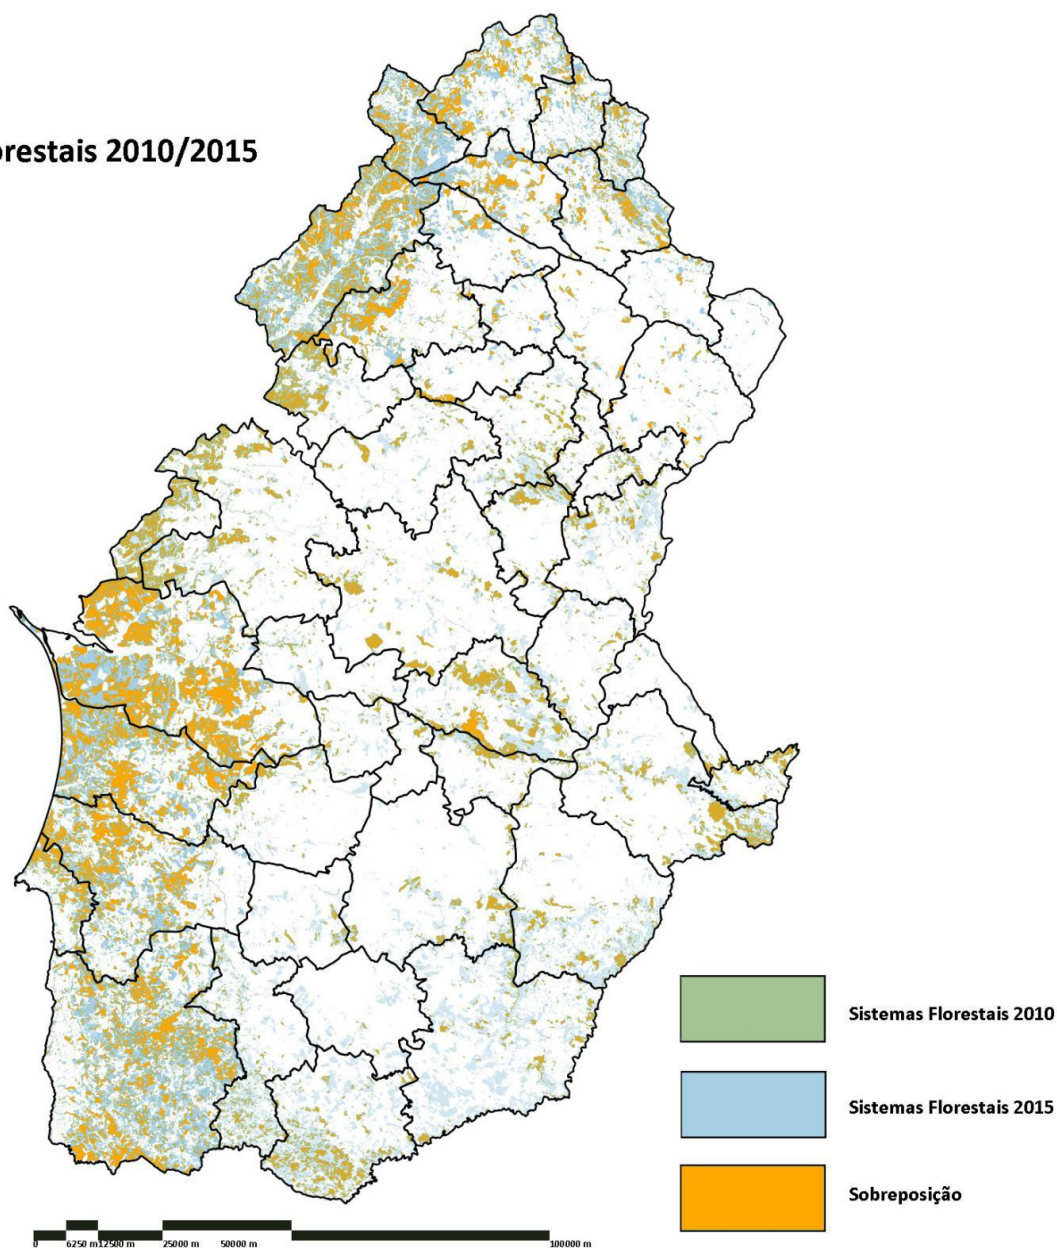 orestais 2010/2015
Sistemas Florestais 2010
Sistemas Florestais 2015
Sobreposição
0 6250 m 12500 m 25000 m 50000 m 100000 m